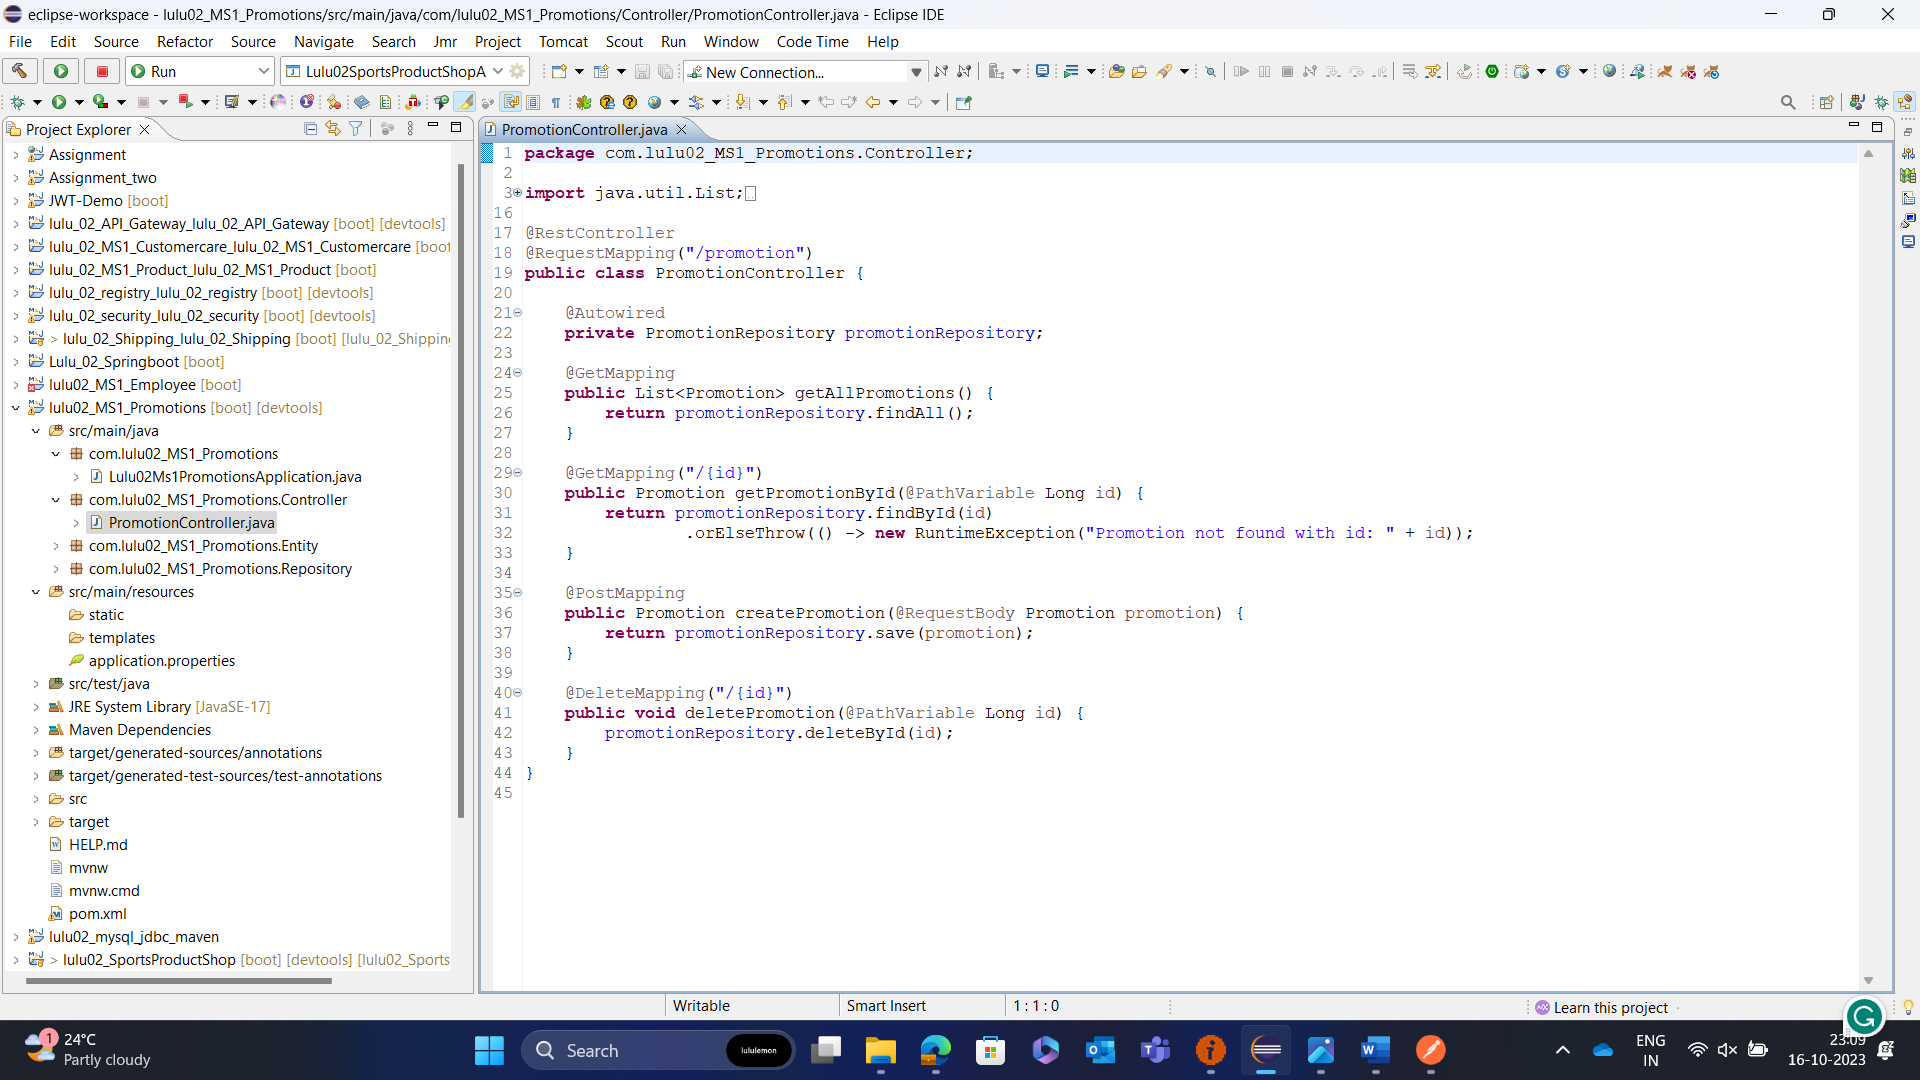 eclipse-workspace - lulu02_MS1_Promotions/src/main/java/com/lulu02_MS1_Promotions/Controller/PromotionController.java - Eclipse IDE
File Edit Source Refactor Source Navigate Search Jmr Project Tomcat Scout Run Window Code Time Help
Run Lulu02SportsProductShopA New Connection...
Project Explorer
Assignment
Assignment_two
JWT-Demo [boot]
lulu_02_API_Gateway_lulu_02_API_Gateway [boot] [devtools]
lulu_02_MS1_Customercare_lulu_02_MS1_Customercare [boot
lulu_02_MS1_Product_lulu_02_MS1_Product [boot]
lulu_02_registry_lulu_02_registry [boot] [devtools]
lulu_02_security_lulu_02_security [boot] [devtools]
> lulu_02_Shipping_lulu_02_Shipping [boot] [lulu_02_Shipping
Lulu_02_Springboot [boot]
lulu02_MS1_Employee [boot]
lulu02_MS1_Promotions [boot] [devtools]
src/main/java
com.lulu02_MS1_Promotions
Lulu02Ms1PromotionsApplication.java
com.lulu02_MS1_Promotions.Controller
PromotionController.java
com.lulu02_MS1_Promotions.Entity
com.lulu02_MS1_Promotions.Repository
src/main/resources
static
templates
application.properties
src/test/java
JRE System Library [JavaSE-17]
Maven Dependencies
target/generated-sources/annotations
target/generated-test-sources/test-annotations
src
target
HELP.md
mvnw
mvnw.cmd
pom.xml
lulu02_mysql_jdbc_maven
> lulu02_SportsProductShop [boot] [devtools] [lulu02_Sports
PromotionController.java
1 package com.lulu02_MS1_Promotions.Controller;
2
3 import java.util.List;
16
17 @RestController
18 @RequestMapping("/promotion")
19 public class PromotionController {
20
21 @Autowired
22 private PromotionRepository promotionRepository;
23
24 @GetMapping
25 public List<Promotion> getAllPromotions() {
26 return promotionRepository.findAll();
27 }
28
29 @GetMapping("/{id}")
30 public Promotion getPromotionById(@PathVariable Long id) {
31 return promotionRepository.findById(id)
32 .orElseThrow(() -> new RuntimeException("Promotion not found with id: " + id));
33 }
34
35 @PostMapping
36 public Promotion createPromotion(@RequestBody Promotion promotion) {
37 return promotionRepository.save(promotion);
38 }
39
40 @DeleteMapping("/{id}")
41 public void deletePromotion(@PathVariable Long id) {
42 promotionRepository.deleteById(id);
43 }
44 }
45
Writable Smart Insert 1 : 1 : 0 Learn this project
1 24°C
Partly cloudy
Search lululemon
ENG
IN
23:09
16-10-2023